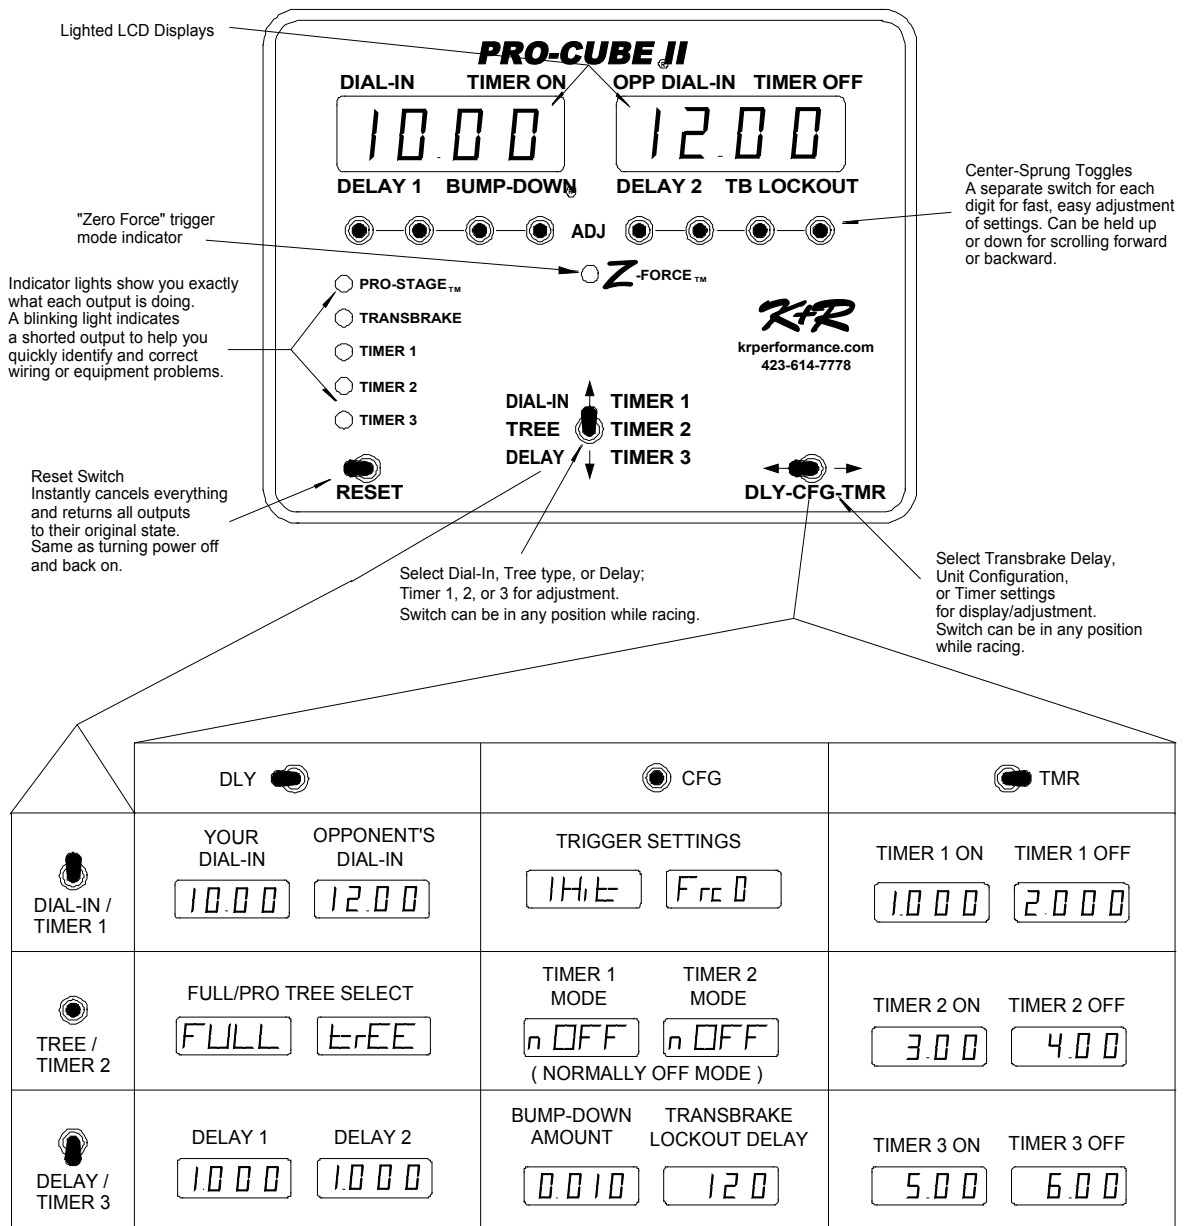 Lighted LCD Displays
PRO-CUBE II ®
DIAL-IN TIMER ON OPP DIAL-IN TIMER OFF
10.00 12.00
DELAY 1 BUMP-DOWN® DELAY 2 TB LOCKOUT
ADJ
Center-Sprung Toggles
A separate switch for each
digit for fast, easy adjustment
of settings. Can be held up
or down for scrolling forward
or backward.
"Zero Force" trigger
mode indicator
Z-FORCE TM
Indicator lights show you exactly
what each output is doing.
A blinking light indicates
a shorted output to help you
quickly identify and correct
wiring or equipment problems.
PRO-STAGE TM
TRANSBRAKE
TIMER 1
TIMER 2
TIMER 3
K+R
krperformance.com
423-614-7778
DIAL-IN TIMER 1
TREE TIMER 2
DELAY TIMER 3
Reset Switch
Instantly cancels everything
and returns all outputs
to their original state.
Same as turning power off
and back on.
RESET
DLY-CFG-TMR
Select Dial-In, Tree type, or Delay;
Timer 1, 2, or 3 for adjustment.
Switch can be in any position while racing.
Select Transbrake Delay,
Unit Configuration,
or Timer settings
for display/adjustment.
Switch can be in any position
while racing.
DLY CFG TMR
DIAL-IN /
TIMER 1
YOUR
DIAL-IN
OPPONENT'S
DIAL-IN
10.00 12.00
TRIGGER SETTINGS
1Hit Frc 0
TIMER 1 ON TIMER 1 OFF
1.000 2.000
TREE /
TIMER 2
FULL/PRO TREE SELECT
FULL trEE
TIMER 1
MODE
TIMER 2
MODE
n OFF n OFF
( NORMALLY OFF MODE )
TIMER 2 ON TIMER 2 OFF
3.00 4.00
DELAY /
TIMER 3
DELAY 1 DELAY 2
1.000 1.000
BUMP-DOWN
AMOUNT
TRANSBRAKE
LOCKOUT DELAY
0.010 120
TIMER 3 ON TIMER 3 OFF
5.00 6.00